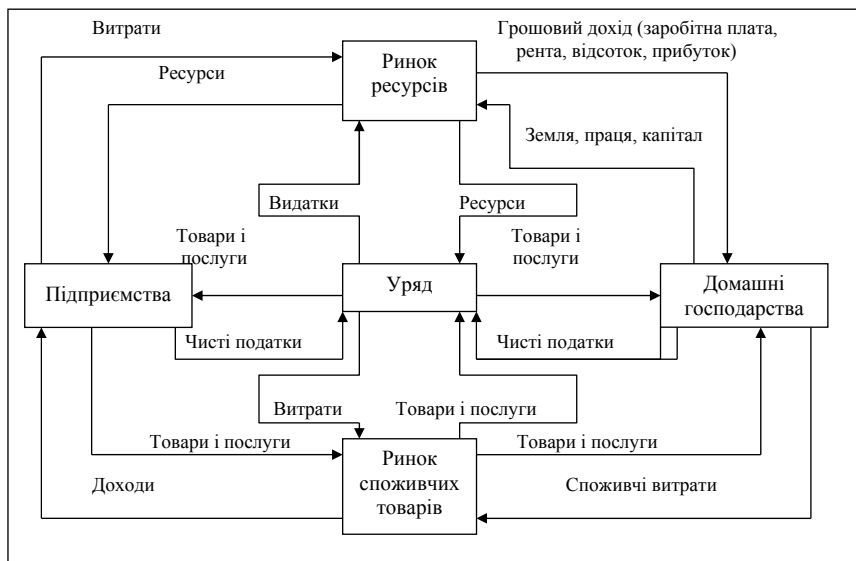 Витрати
Грошовий дохід (заробітна плата,
рента, відсоток, прибуток)
Ринок
ресурсів
Ресурси
Земля, праця, капітал
Видатки
Ресурси
Товари і
послуги
Товари і
послуги
Підприємства
Уряд
Домашні
господарства
Чисті податки
Чисті податки
Витрати
Товари і послуги
Товари і послуги
Товари і послуги
Ринок
споживчих
товарів
Доходи
Споживчі витрати